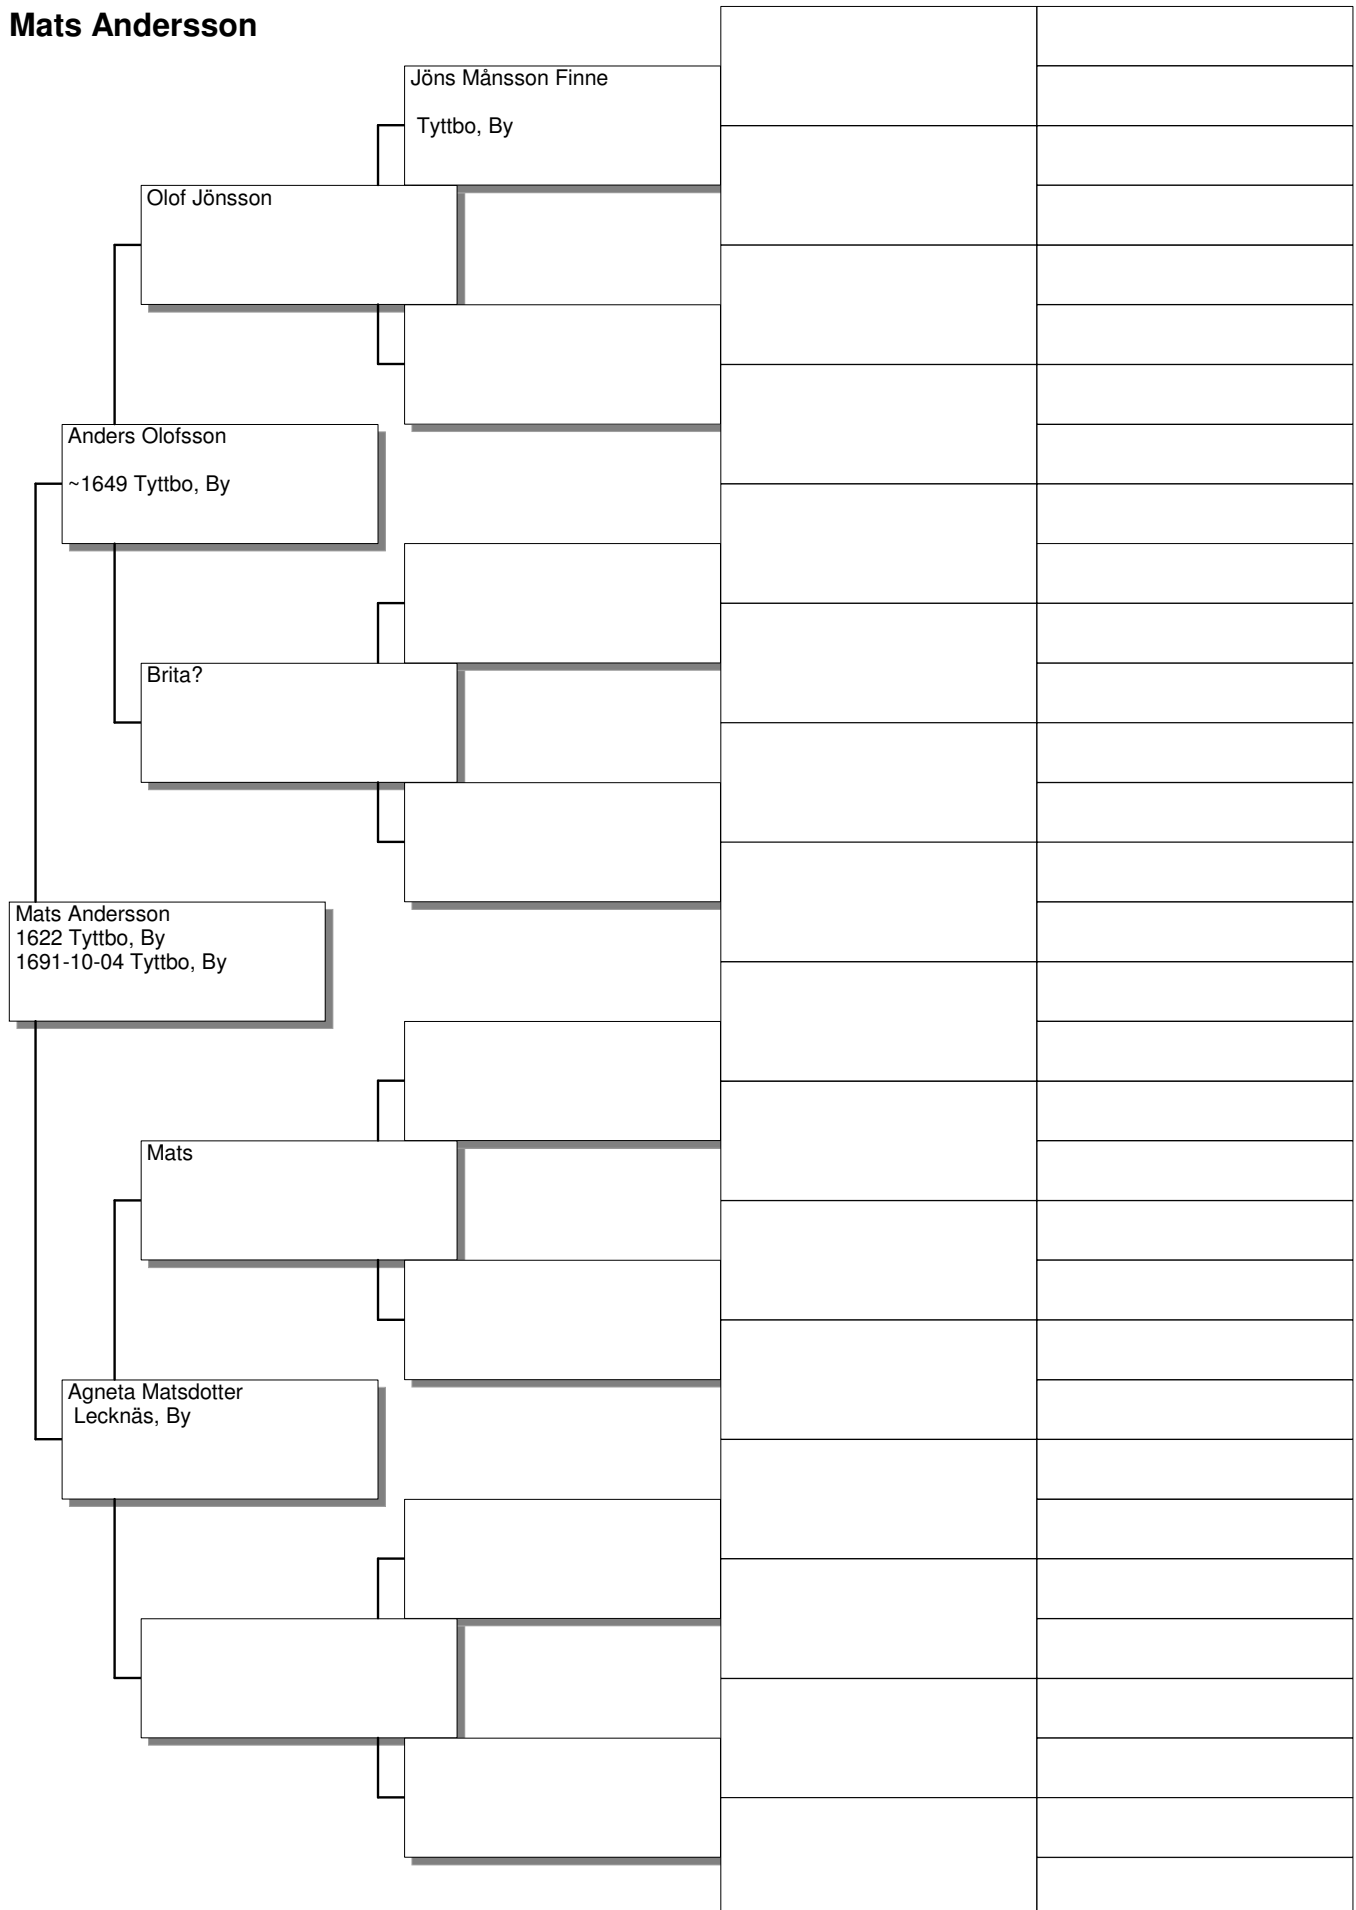 Mats Andersson
Jöns Månsson Finne
Tyttbo, By
Olof Jönsson
Anders Olofsson
~1649 Tyttbo, By
Brita?
Mats Andersson
1622 Tyttbo, By
1691-10-04 Tyttbo, By
Mats
Agneta Matsdotter
Lecknäs, By